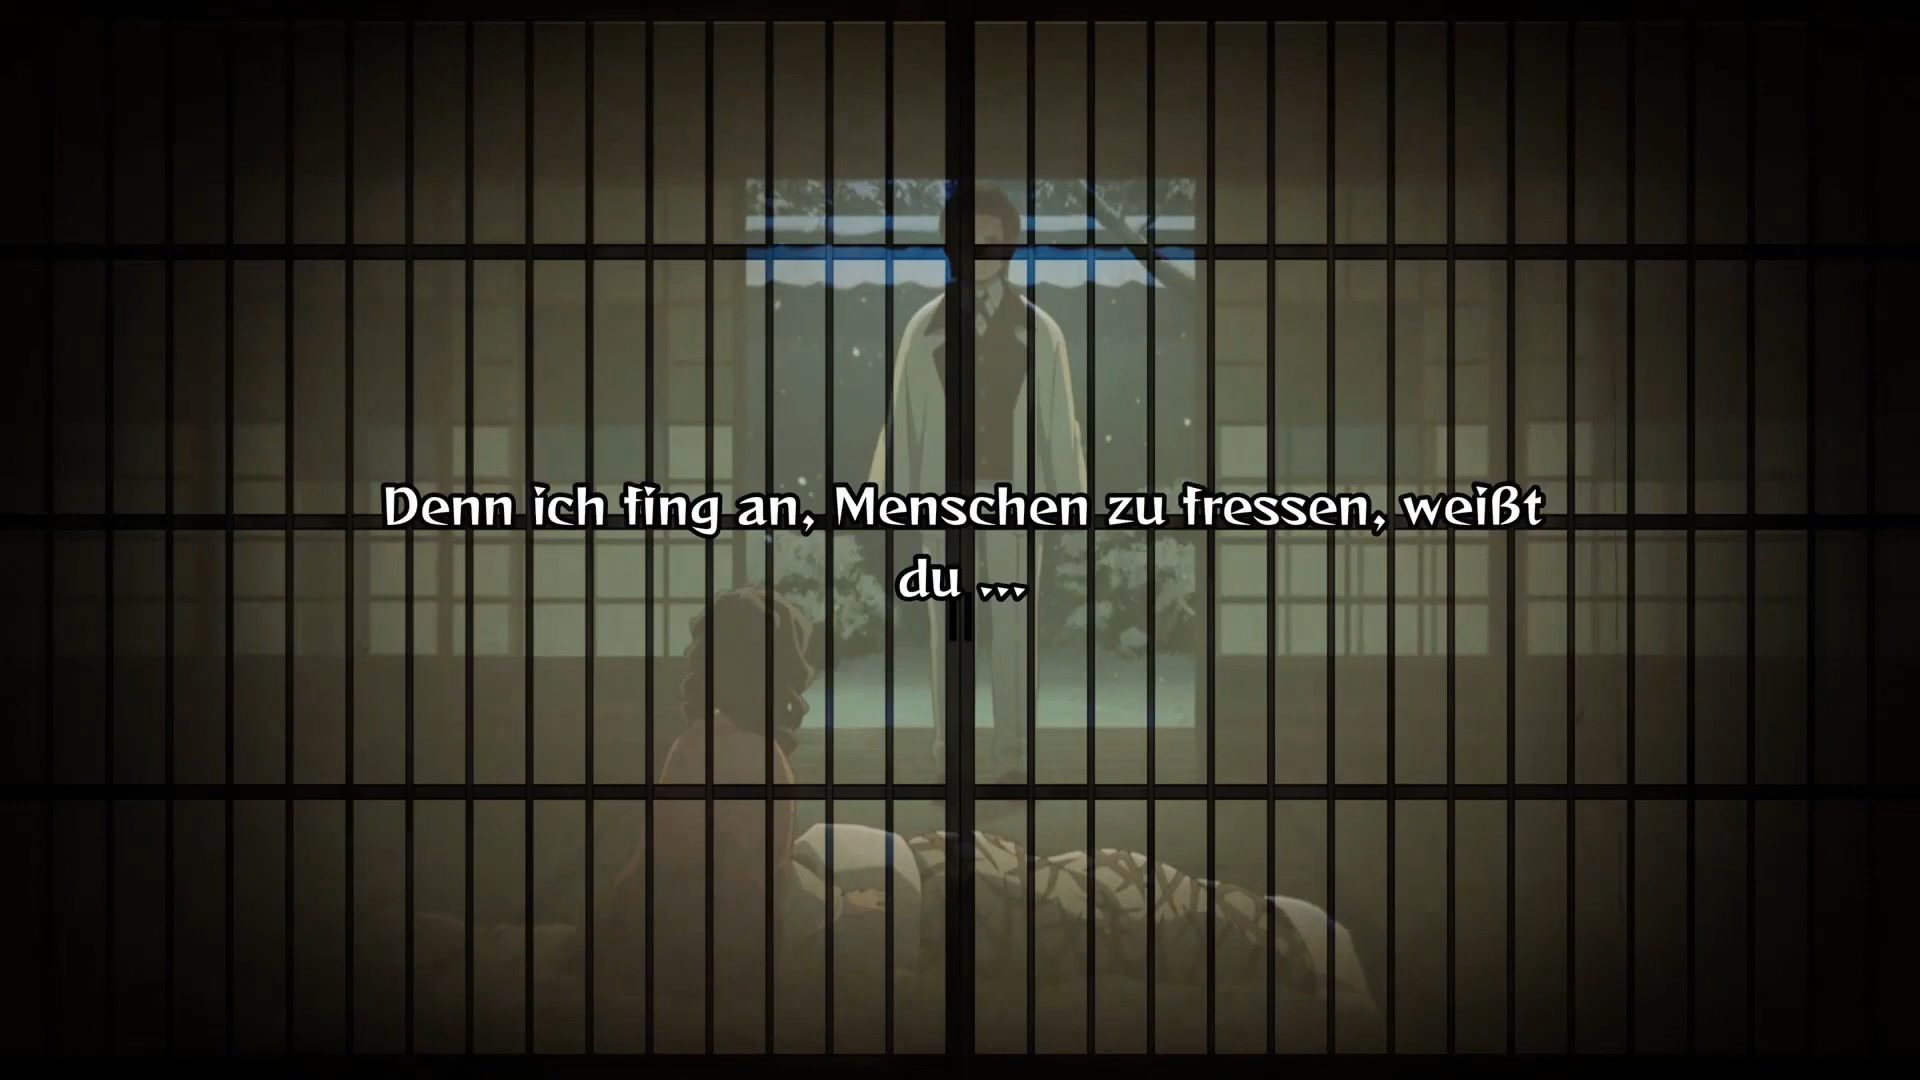 Denn ich fing an, Menschen zu fressen, weißt
du ...